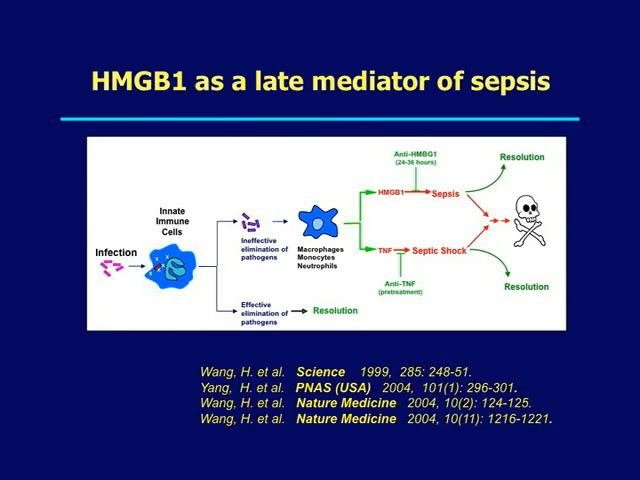 HMGB1 as a late mediator of sepsis
Anti-HMBG1
(24-36 hours)
Resolution
HMGB1
Sepsis
Innate
Immune
Cells
Infection
Ineffective
elimination of
pathogens
Macrophages
Monocytes
Neutrophils
TNF
Septic Shock
Anti-TNF
(pretreatment)
Resolution
Effective
elimination of
pathogens
Resolution
Wang, H. et al. Science 1999, 285: 248-51.
Yang, H. et al. PNAS (USA) 2004, 101(1): 296-301.
Wang, H. et al. Nature Medicine 2004, 10(2): 124-125.
Wang, H. et al. Nature Medicine 2004, 10(11): 1216-1221.